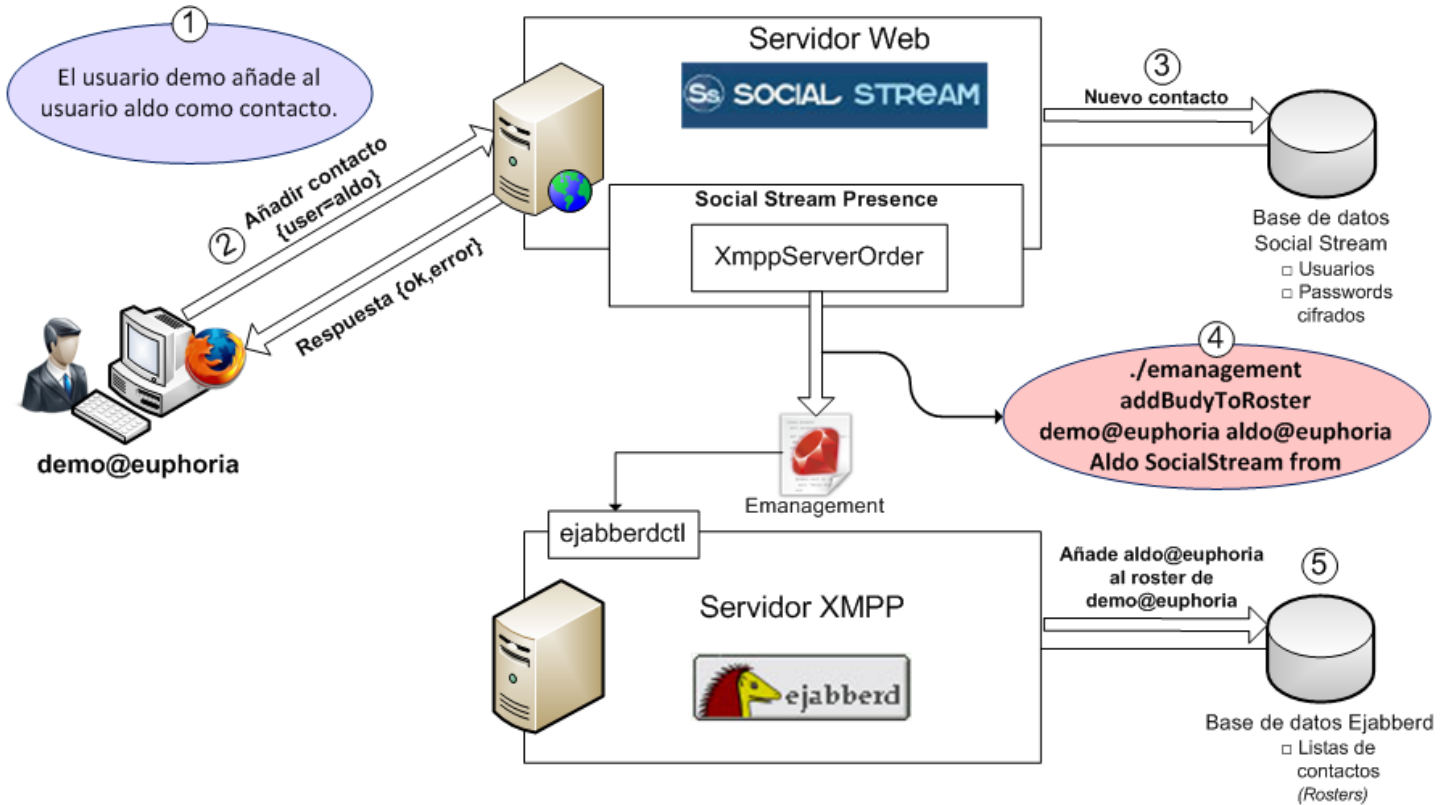 1
El usuario demo añade al
usuario aldo como contacto.
Servidor Web
Ss SOCIAL STREAM
3
Nuevo contacto
2
Añadir contacto
{user=aldo}
Respuesta {ok,error}
demo@euphoria
Social Stream Presence
XmppServerOrder
Base de datos
Social Stream
□ Usuarios
□ Passwords
cifrados
4
./emanagement
addBudyToRoster
demo@euphoria aldo@euphoria
Aldo SocialStream from
Emanagement
ejabberdctl
Servidor XMPP
ejabberd
Añade aldo@euphoria
al roster de
demo@euphoria
5
Base de datos Ejabberd
□ Listas de
contactos
(Rosters)